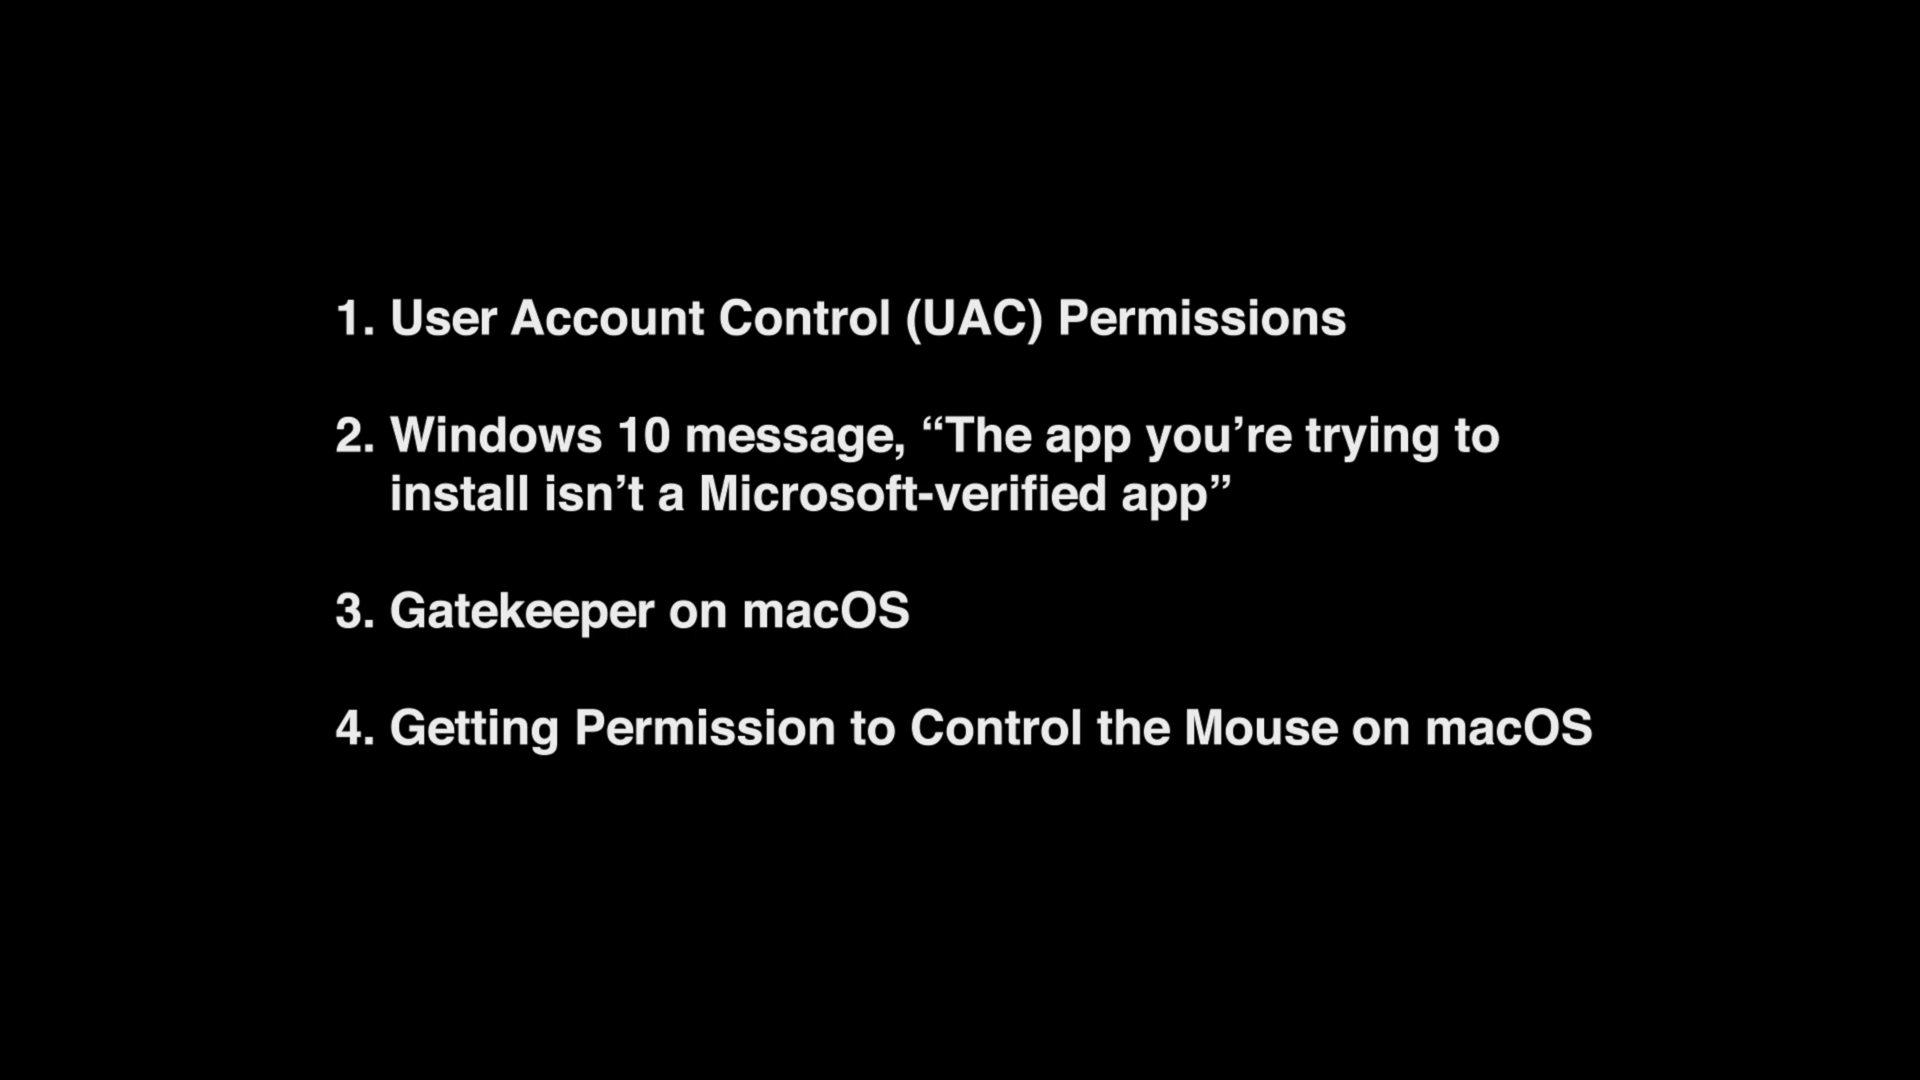 1. User Account Control (UAC) Permissions
2. Windows 10 message, “The app you’re trying to
install isn’t a Microsoft-verified app”
3. Gatekeeper on macOS
4. Getting Permission to Control the Mouse on macOS